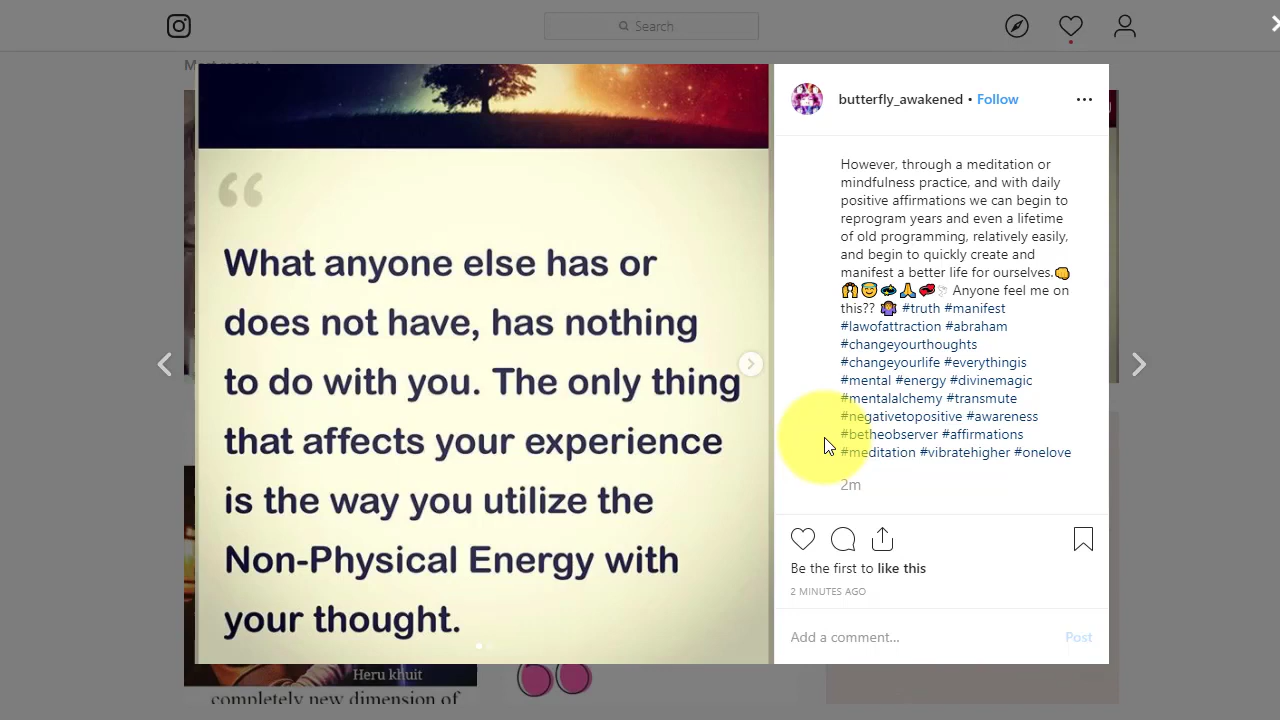 Search
Most recent
butterfly_awakened • Follow
“
What anyone else has or
does not have, has nothing
to do with you. The only thing
that affects your experience
is the way you utilize the
Non-Physical Energy with
your thought.
However, through a meditation or
mindfulness practice, and with daily
positive affirmations we can begin to
reprogram years and even a lifetime
of old programming, relatively easily,
and begin to quickly create and
manifest a better life for ourselves.
Anyone feel me on
this?? #truth #manifest
#lawofattraction #abraham
#changeyourthoughts
#changeyourlife #everythingis
#mental #energy #divinemagic
#mentalalchemy #transmute
#negativetopositive #awareness
#betheobserver #affirmations
#meditation #vibratehigher #onelove
2m
Be the first to like this
2 MINUTES AGO
Add a comment... Post
Heru khuit
completely new dimension of